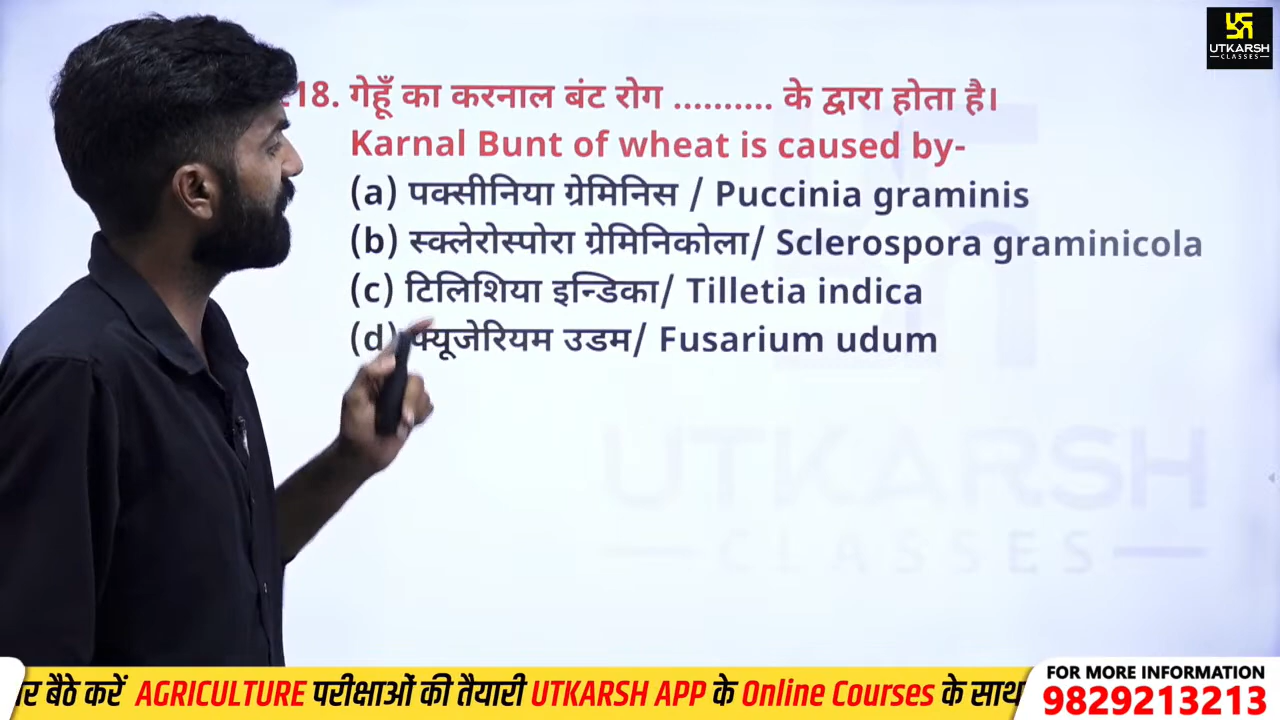 UTKARSH
CLASSES
18. गेहूँ का करनाल बंट रोग .......... के द्वारा होता है।
Karnal Bunt of wheat is caused by-
(a) पक्सीनिया ग्रेमिनिस / Puccinia graminis
(b) स्क्लेरोस्पोरा ग्रेमिनिकोला/ Sclerospora graminicola
(c) टिलिशिया इन्डिका/ Tilletia indica
(d) फ्यूजेरियम उडम/ Fusarium udum
UTKARSH
CLASSES
बैठे करें AGRICULTURE परीक्षाओं की तैयारी UTKARSH APP के Online Courses के साथ
FOR MORE INFORMATION
9829213213